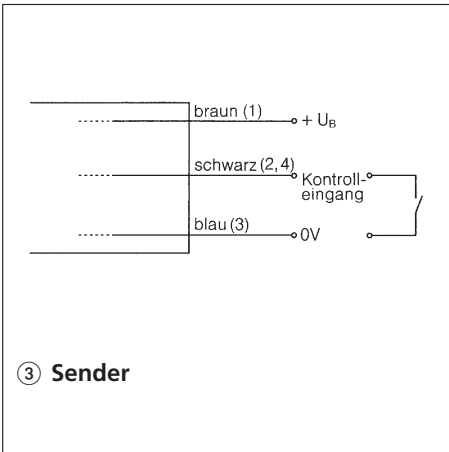 braun (1)
+ U_B
schwarz (2, 4)
Kontroll-
eingang
blau (3)
0V
③ Sender